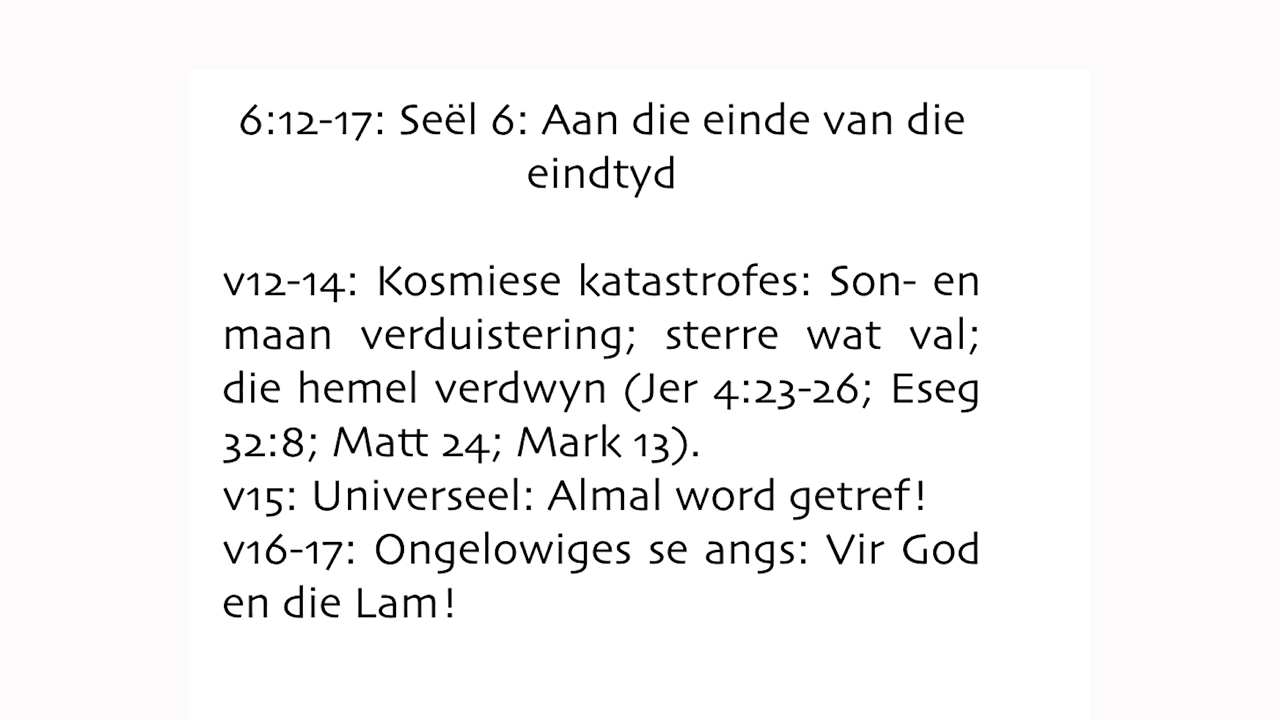 6:12-17: Seël 6: Aan die einde van die
eindtyd
v12-14: Kosmiese katastrofes: Son- en
maan verduistering; sterre wat val;
die hemel verdwyn (Jer 4:23-26; Eseg
32:8; Matt 24; Mark 13).
v15: Universeel: Almal word getref!
v16-17: Ongelowiges se angs: Vir God
en die Lam!